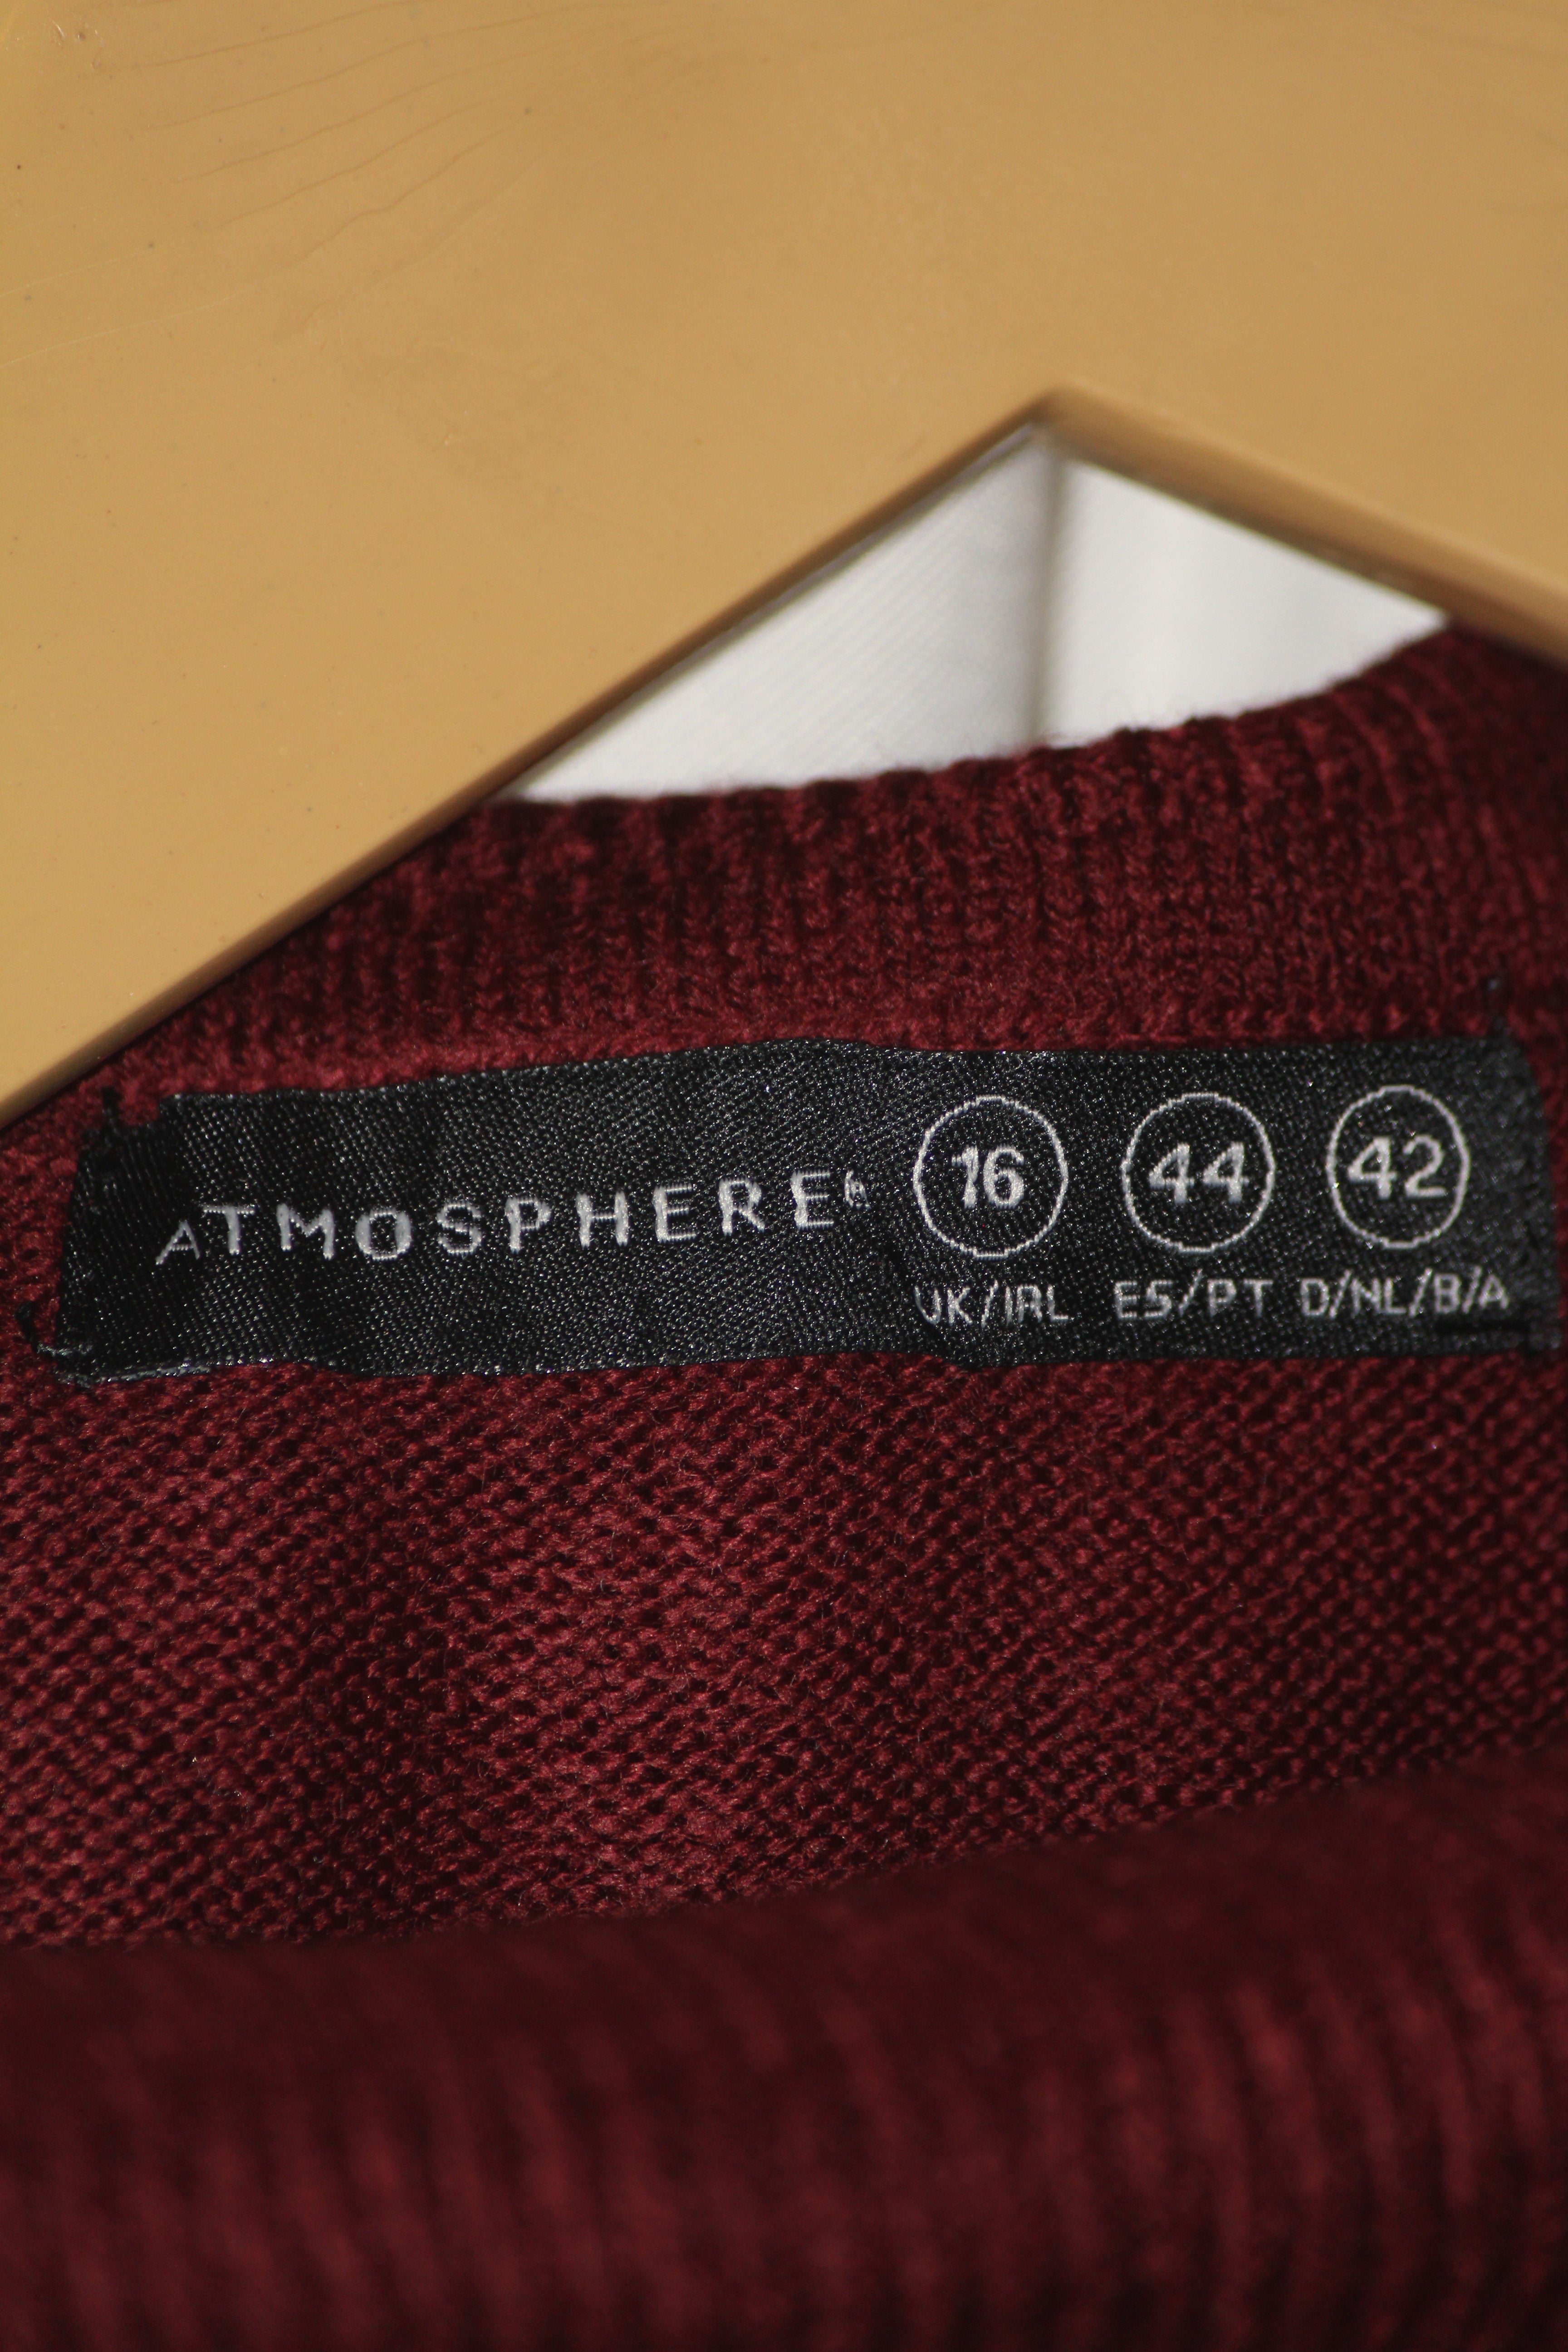 ATMOSPHERE® 16 44 42
UK/IRL ES/PT D/NL/B/A